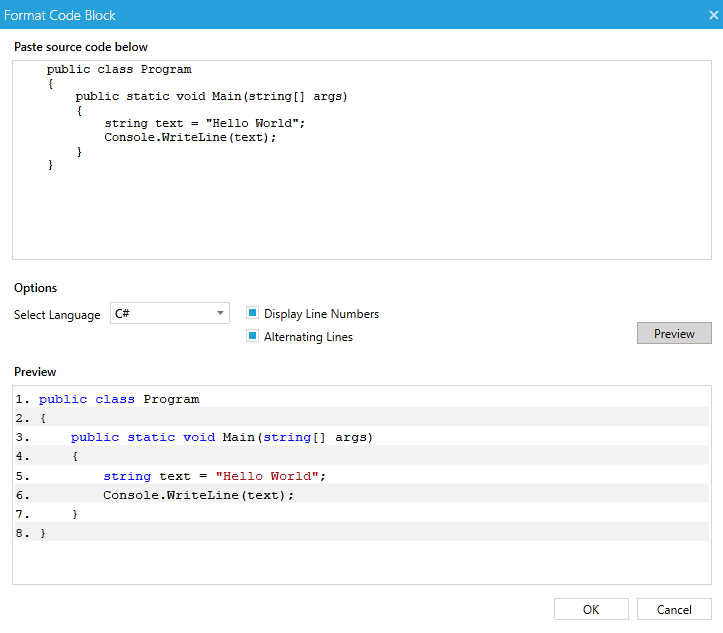 Format Code Block
Paste source code below
public class Program
{
    public static void Main(string[] args)
    {
        string text = "Hello World";
        Console.WriteLine(text);
    }
}
Options
Select Language C# Display Line Numbers
Alternating Lines
Preview
Preview
1. public class Program
2. {
3.     public static void Main(string[] args)
4.     {
5.         string text = "Hello World";
6.         Console.WriteLine(text);
7.     }
8. }
OK Cancel